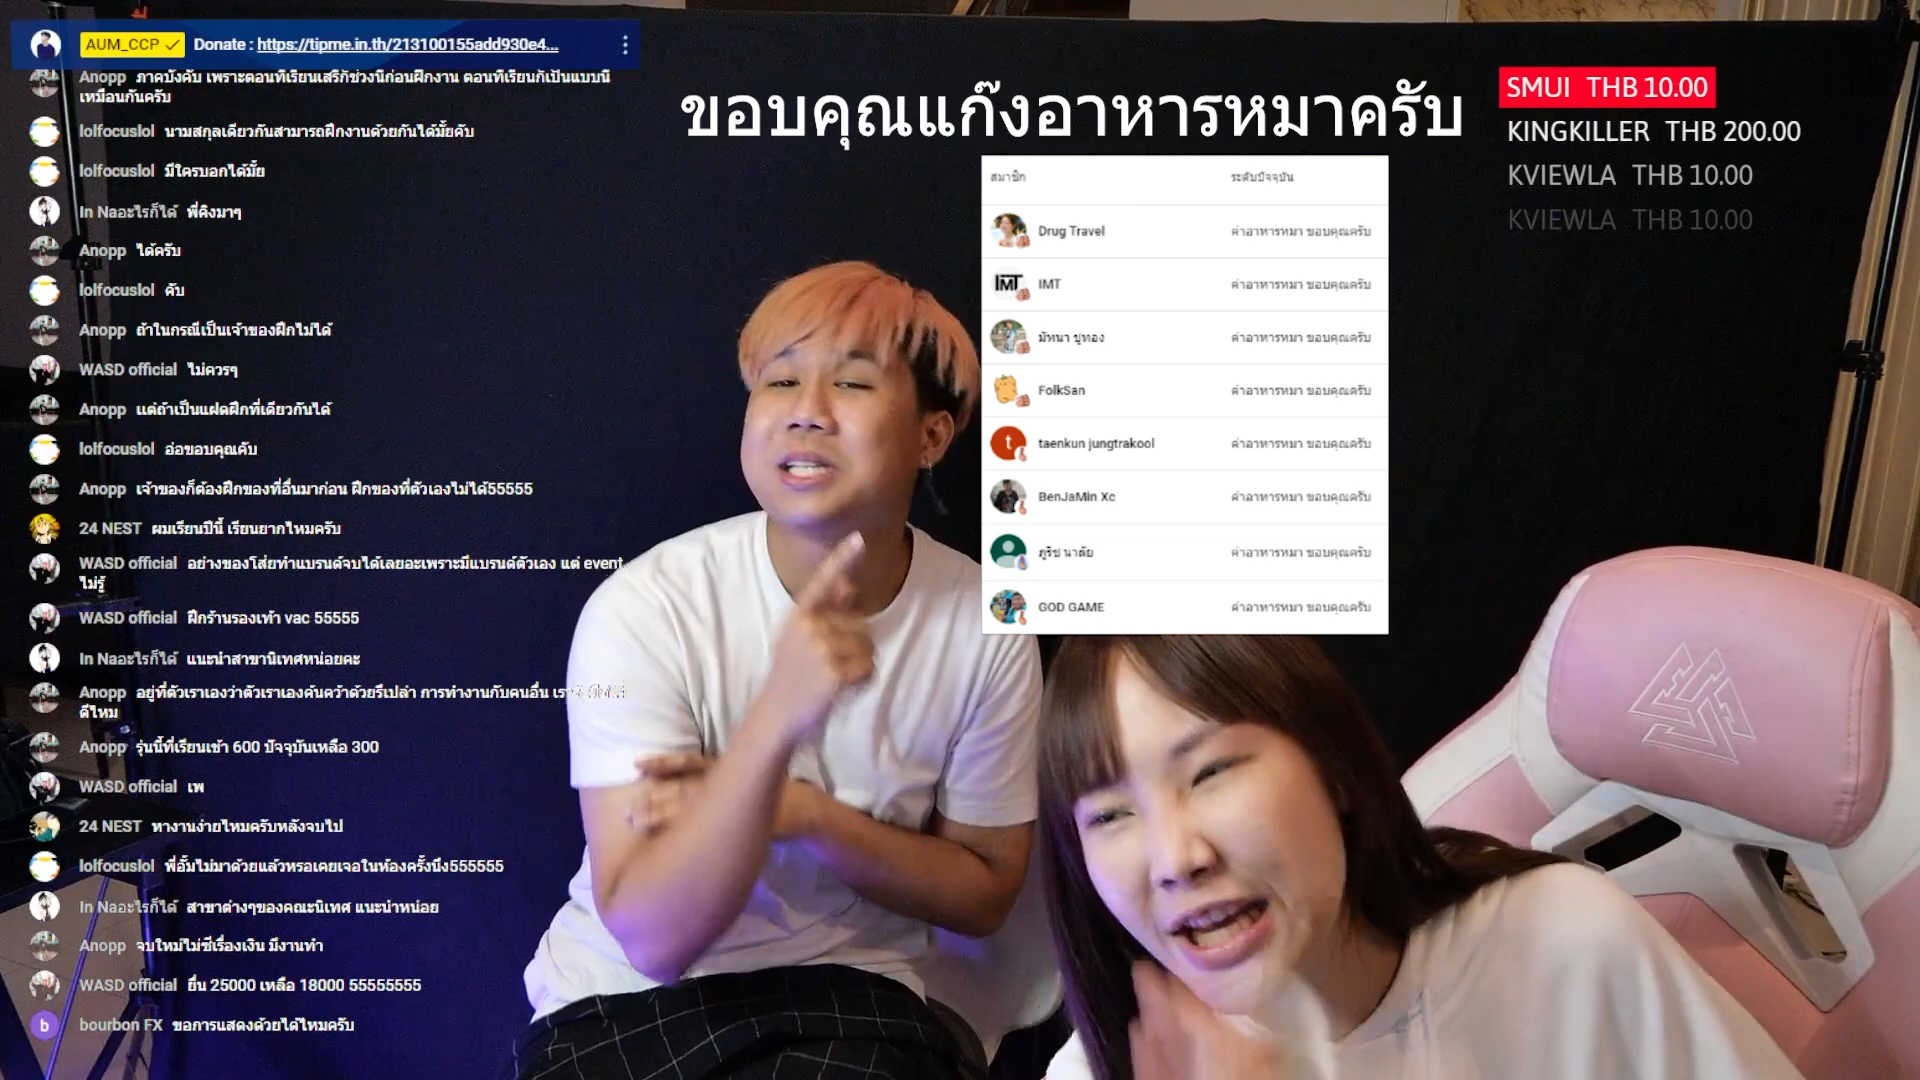 AUM_CCP Donate : https://tipme.in.th/213100155add930e4...
Anopp ภาคบังคับ เพราะตอนที่เรียนเสร็กช่วงนี้ก่อนฝึกงาน ตอนที่เรียนก็เป็นแบบนี้
เหมือนกันครับ
lolfocuslol นามสกุลเดียวกันสามารถฝึกงานด้วยกันได้มั้ยคับ
lolfocuslol มีใครบอกได้มั้ย
In Naอะไรก็ได้ พี่คิงมาๆ
Anopp ได้ครับ
lolfocuslol คับ
Anopp ถ้าในกรณีเป็นเจ้าของฝึกไม่ได้
WASD official ไม่ควรๆ
Anopp แต่ถ้าเป็นแฝดฝึกที่เดียวกันได้
lolfocuslol อ่อขอบคุณคับ
Anopp เจ้าของก็ต้องฝึกของที่อื่นมาก่อน ฝึกของที่ตัวเองไม่ได้55555
24 NEST ผมเรียนปีนี้ เรียนยากไหมครับ
WASD official อย่างของโส่ยทำแบรนด์จบได้เลยอะเพราะมีแบรนด์ตัวเอง แต่ event
ไม่รู้
WASD official ฝึกร้านรองเท้า vac 55555
In Naอะไรก็ได้ แนะนำสาขานิเทศหน่อยคะ
Anopp อยู่ที่ตัวเราเองว่าตัวเราเองค้นคว้าด้วยรึเปล่า การทำงานกับคนอื่น
ดีไหม
Anopp รุ่นนี้ที่เรียนเข้า 600 ปัจจุบันเหลือ 300
WASD official เพ
24 NEST หางานง่ายไหมครับหลังจบไป
lolfocuslol พี่อั้มไม่มาด้วยแล้วหรอเคยเจอในห้องครั้งนึง555555
In Naอะไรก็ได้ สาขาต่างๆของคณะนิเทศ แนะนำหน่อย
Anopp จบใหม่ไม่ซีเรื่องเงิน มีงานทำ
WASD official ยื่น 25000 เหลือ 18000 55555555
b bourbon FX ขอการแสดงด้วยได้ไหมครับ
ขอบคุณแก๊งอาหารหมาครับ
สมาชิก ระดับปัจจุบัน
Drug Travel ค่าอาหารหมา ขอบคุณครับ
IMT IMT ค่าอาหารหมา ขอบคุณครับ
มัทนา ชูทอง ค่าอาหารหมา ขอบคุณครับ
FolkSan ค่าอาหารหมา ขอบคุณครับ
t taenkun jungtrakool ค่าอาหารหมา ขอบคุณครับ
BenJaMin Xc ค่าอาหารหมา ขอบคุณครับ
ภูริช นาลัย ค่าอาหารหมา ขอบคุณครับ
GOD GAME ค่าอาหารหมา ขอบคุณครับ
SMUI THB 10.00
KINGKILLER THB 200.00
KVIEWLA THB 10.00
KVIEWLA THB 10.00